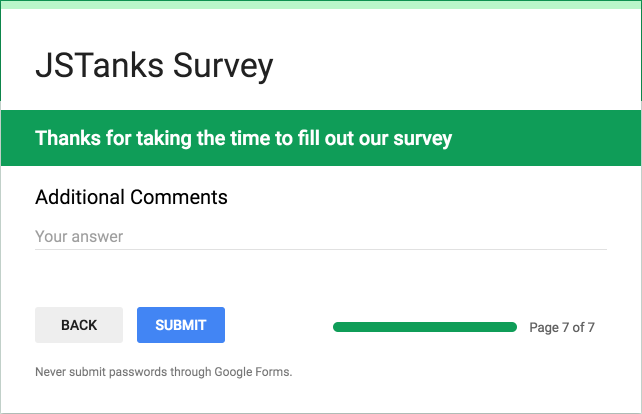 JSTanks Survey
Thanks for taking the time to fill out our survey
Additional Comments
Your answer
BACK SUBMIT Page 7 of 7
Never submit passwords through Google Forms.